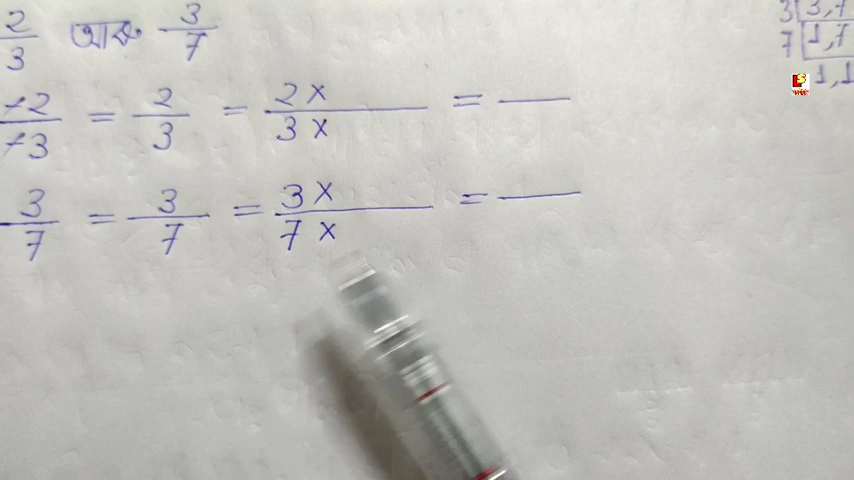 2/3 আৰু 3/7
-2/-3 = 2/3 = 2×/3× = —
3/7 = 3/7 = 3×/7× = —
3 | 3, 7
7 | 1, 7
1, 1